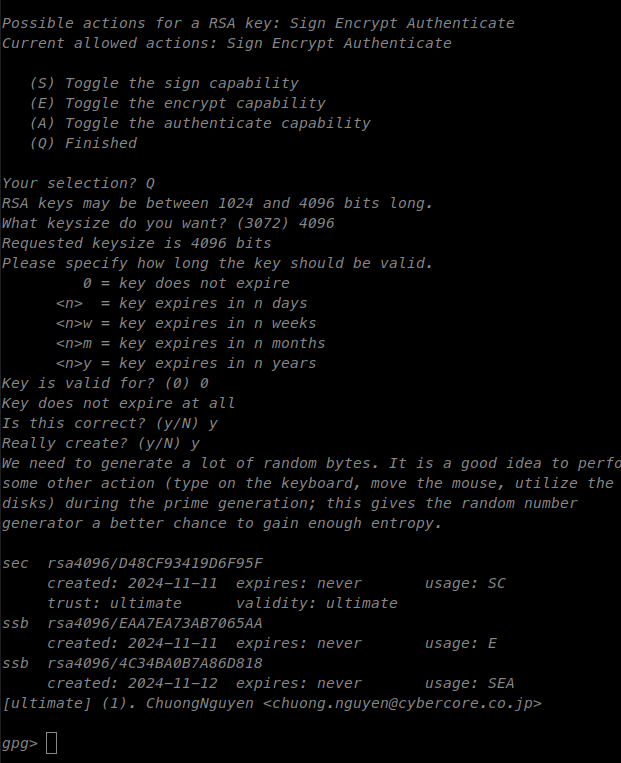 Possible actions for a RSA key: Sign Encrypt Authenticate
Current allowed actions: Sign Encrypt Authenticate
(S) Toggle the sign capability
(E) Toggle the encrypt capability
(A) Toggle the authenticate capability
(Q) Finished
Your selection? Q
RSA keys may be between 1024 and 4096 bits long.
What keysize do you want? (3072) 4096
Requested keysize is 4096 bits
Please specify how long the key should be valid.
0 = key does not expire
<n>  = key expires in n days
<n>w = key expires in n weeks
<n>m = key expires in n months
<n>y = key expires in n years
Key is valid for? (0) 0
Key does not expire at all
Is this correct? (y/N) y
Really create? (y/N) y
We need to generate a lot of random bytes. It is a good idea to perfo
some other action (type on the keyboard, move the mouse, utilize the
disks) during the prime generation; this gives the random number
generator a better chance to gain enough entropy.
sec  rsa4096/D48CF93419D6F95F
created: 2024-11-11  expires: never       usage: SC
trust: ultimate      validity: ultimate
ssb  rsa4096/EAA7EA73AB7065AA
created: 2024-11-11  expires: never       usage: E
ssb  rsa4096/4C34BA0B7A86D818
created: 2024-11-12  expires: never       usage: SEA
[ultimate] (1). ChuongNguyen <chuong.nguyen@cybercore.co.jp>
gpg>